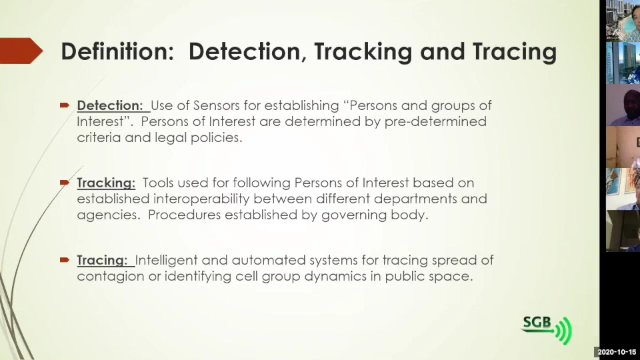 Definition: Detection, Tracking and Tracing
Detection: Use of Sensors for establishing “Persons and groups of
Interest”. Persons of Interest are determined by pre-determined
criteria and legal policies.
Tracking: Tools used for following Persons of Interest based on
established interoperability between different departments and
agencies. Procedures established by governing body.
Tracing: Intelligent and automated systems for tracing spread of
contagion or identifying cell group dynamics in public space.
SGB
2020-10-15